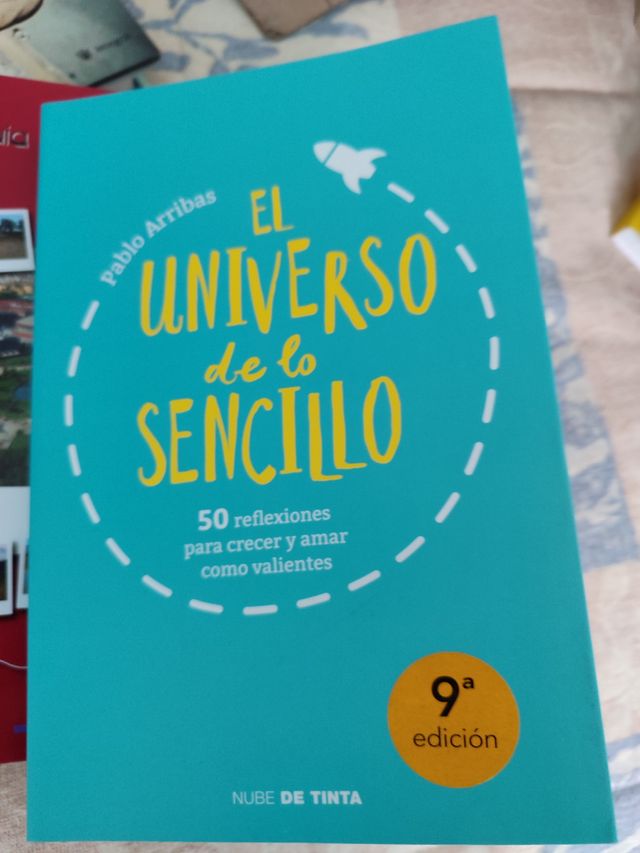 Pablo Arribas
EL
UNIVERSO
de lo
SENCILLO
50 reflexiones
para crecer y amar
como valientes
9ª
edición
NUBE DE TINTA